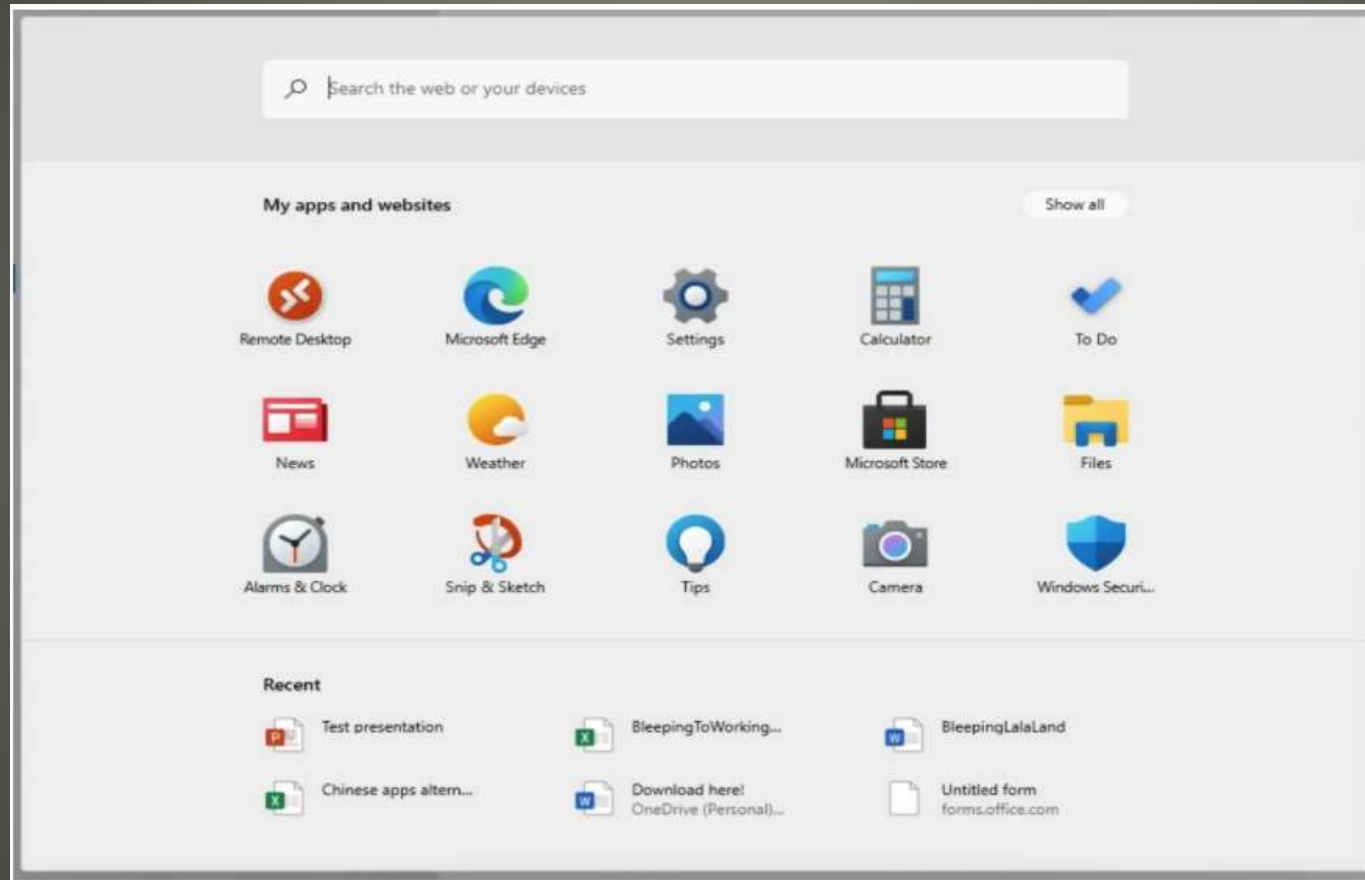 Search the web or your devices
My apps and websites
Show all
Remote Desktop
Microsoft Edge
Settings
Calculator
To Do
News
Weather
Photos
Microsoft Store
Files
Alarms & Clock
Snip & Sketch
Tips
Camera
Windows Securi...
Recent
Test presentation
BleepingToWorking...
BleepingLalaLand
Chinese apps altern...
Download here!
OneDrive (Personal)...
Untitled form
forms.office.com